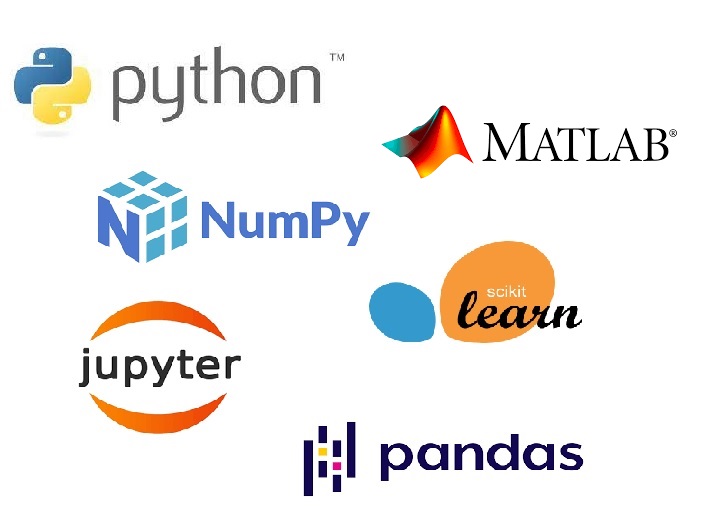 python™
MATLAB®
NumPy
scikit
learn
jupyter
pandas